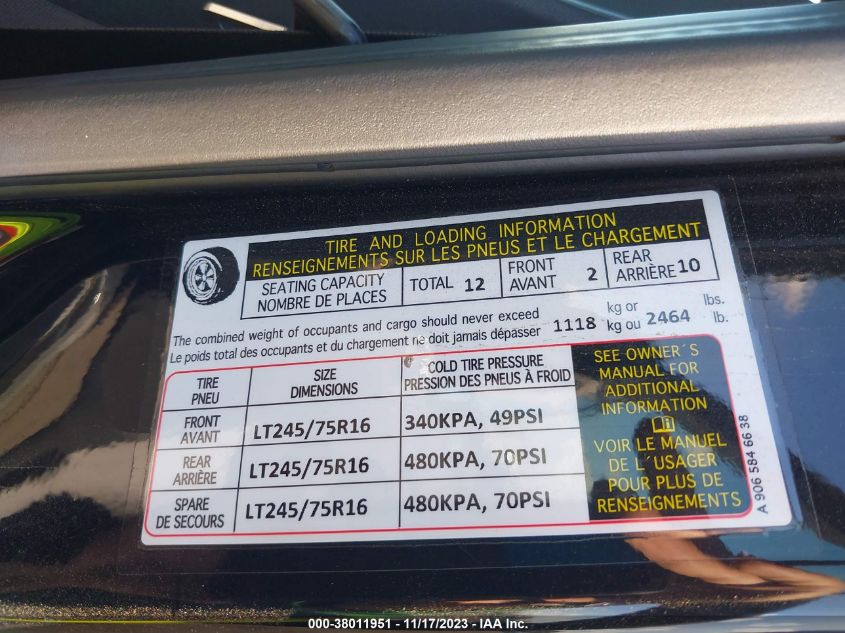 TIRE AND LOADING INFORMATION
RENSEIGNEMENTS SUR LES PNEUS ET LE CHARGEMENT
SEATING CAPACITY
NOMBRE DE PLACES
TOTAL 12
FRONT
AVANT 2
REAR
ARRIÈRE 10
The combined weight of occupants and cargo should never exceed
Le poids total des occupants et du chargement ne doit jamais dépasser
1118
kg or
kg ou
2464
lbs.
lb.
TIRE
PNEU
SIZE
DIMENSIONS
COLD TIRE PRESSURE
PRESSION DES PNEUS À FROID
FRONT
AVANT
LT245/75R16
340KPA, 49PSI
REAR
ARRIÈRE
LT245/75R16
480KPA, 70PSI
SPARE
DE SECOURS
LT245/75R16
480KPA, 70PSI
SEE OWNER´S
MANUAL FOR
ADDITIONAL
INFORMATION
VOIR LE MANUEL
DE L´USAGER
POUR PLUS DE
RENSEIGNEMENTS
A 906 584 66 38
000-38011951 - 11/17/2023 - IAA Inc.